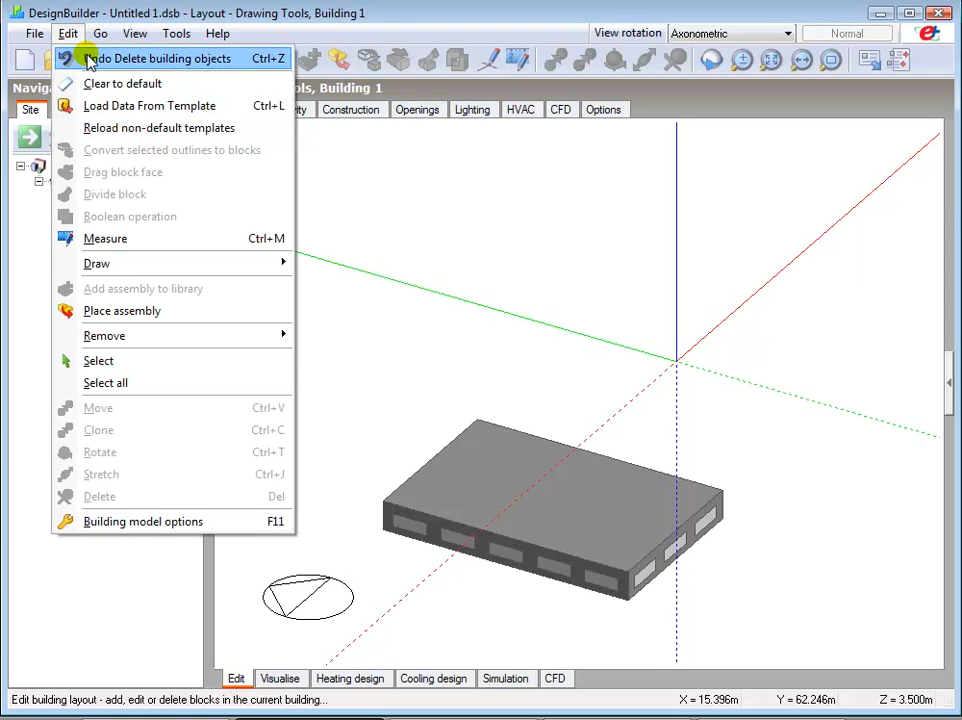 DesignBuilder - Untitled 1.dsb - Layout - Drawing Tools, Building 1
File Edit Go View Tools Help
View rotation Axonometric Normal
Undo Delete building objects Ctrl+Z
Clear to default
Load Data From Template Ctrl+L
Reload non-default templates
Convert selected outlines to blocks
Drag block face
Divide block
Boolean operation
Measure Ctrl+M
Draw
Add assembly to library
Place assembly
Remove
Select
Select all
Move Ctrl+V
Clone Ctrl+C
Rotate Ctrl+T
Stretch Ctrl+J
Delete Del
Building model options F11
Site
ols, Building 1
Construction Openings Lighting HVAC CFD Options
Edit Visualise Heating design Cooling design Simulation CFD
Edit building layout - add, edit or delete blocks in the current building... X = 15.396m Y = 62.246m Z = 3.500m